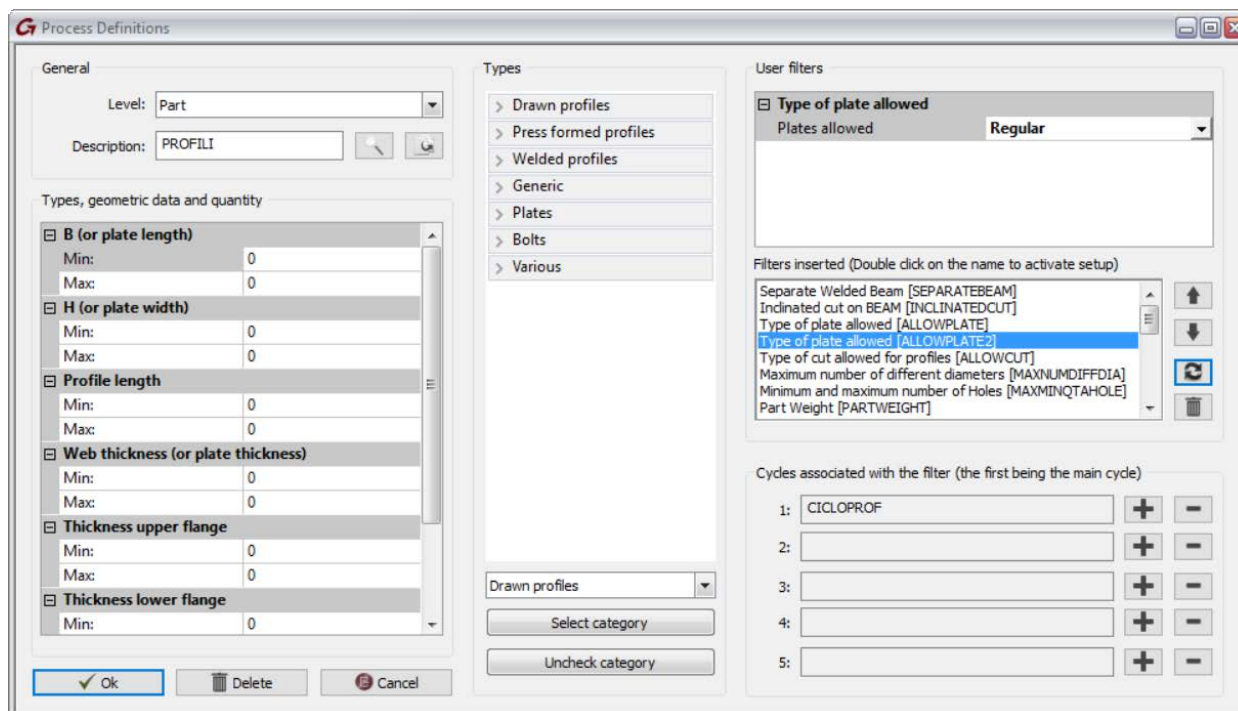 Process Definitions
General
Level: Part
Description: PROFILI
Types, geometric data and quantity
B (or plate length)
Min: 0
Max: 0
H (or plate width)
Min: 0
Max: 0
Profile length
Min: 0
Max: 0
Web thickness (or plate thickness)
Min: 0
Max: 0
Thickness upper flange
Min: 0
Max: 0
Thickness lower flange
Min: 0
Ok
Delete
Cancel
Types
Drawn profiles
Press formed profiles
Welded profiles
Generic
Plates
Bolts
Various
Drawn profiles
Select category
Uncheck category
User filters
Type of plate allowed
Plates allowed Regular
Filters inserted (Double click on the name to activate setup)
Separate Welded Beam [SEPARATEBEAM]
Inclinated cut on BEAM [INCLINATEDCUT]
Type of plate allowed [ALLOWPLATE]
Type of plate allowed [ALLOWPLATE2]
Type of cut allowed for profiles [ALLOWCUT]
Maximum number of different diameters [MAXNUMDIFFDIA]
Minimum and maximum number of Holes [MAXMINQTAHOLE]
Part Weight [PARTWEIGHT]
Cycles associated with the filter (the first being the main cycle)
1: CICLOPROF
2:
3:
4:
5: